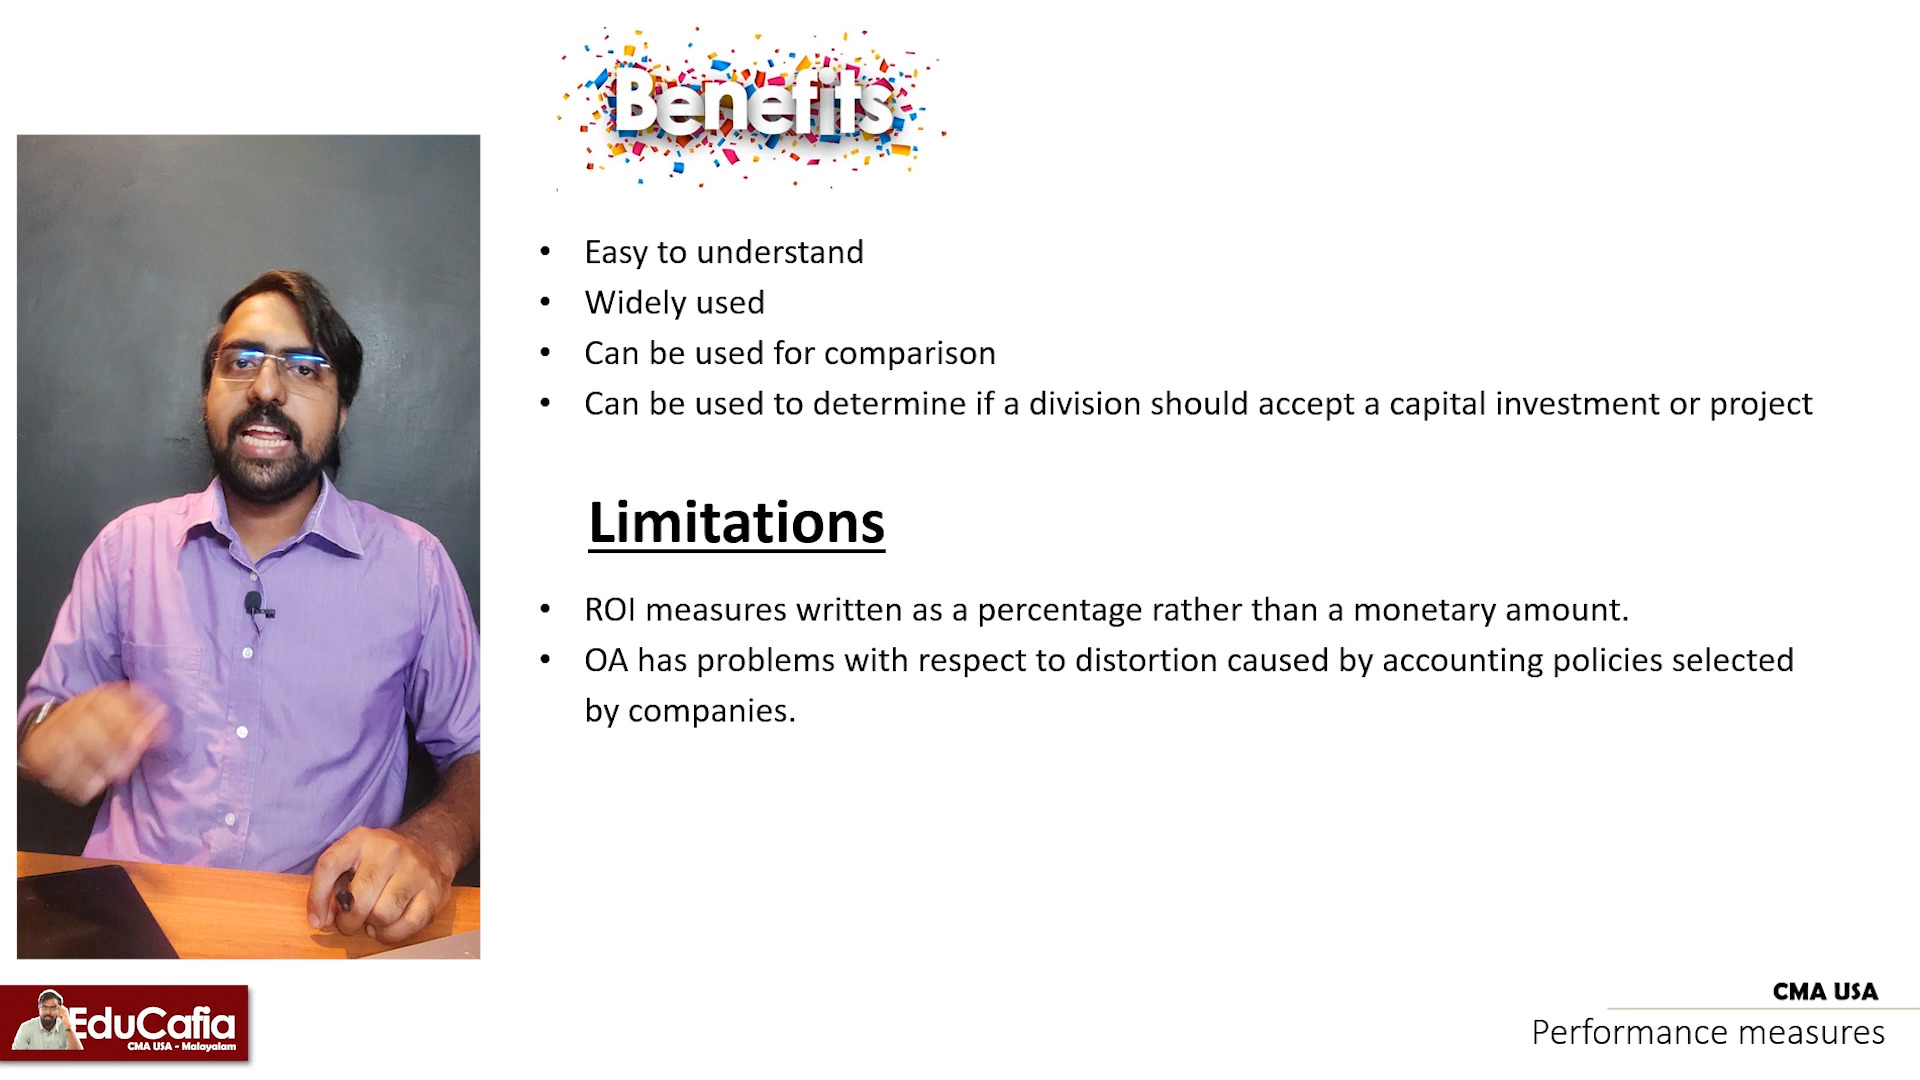 Benefits
• Easy to understand
• Widely used
• Can be used for comparison
• Can be used to determine if a division should accept a capital investment or project
Limitations
• ROI measures written as a percentage rather than a monetary amount.
• OA has problems with respect to distortion caused by accounting policies selected
by companies.
EduCafia
CMA USA - Malayalam
CMA USA
Performance measures